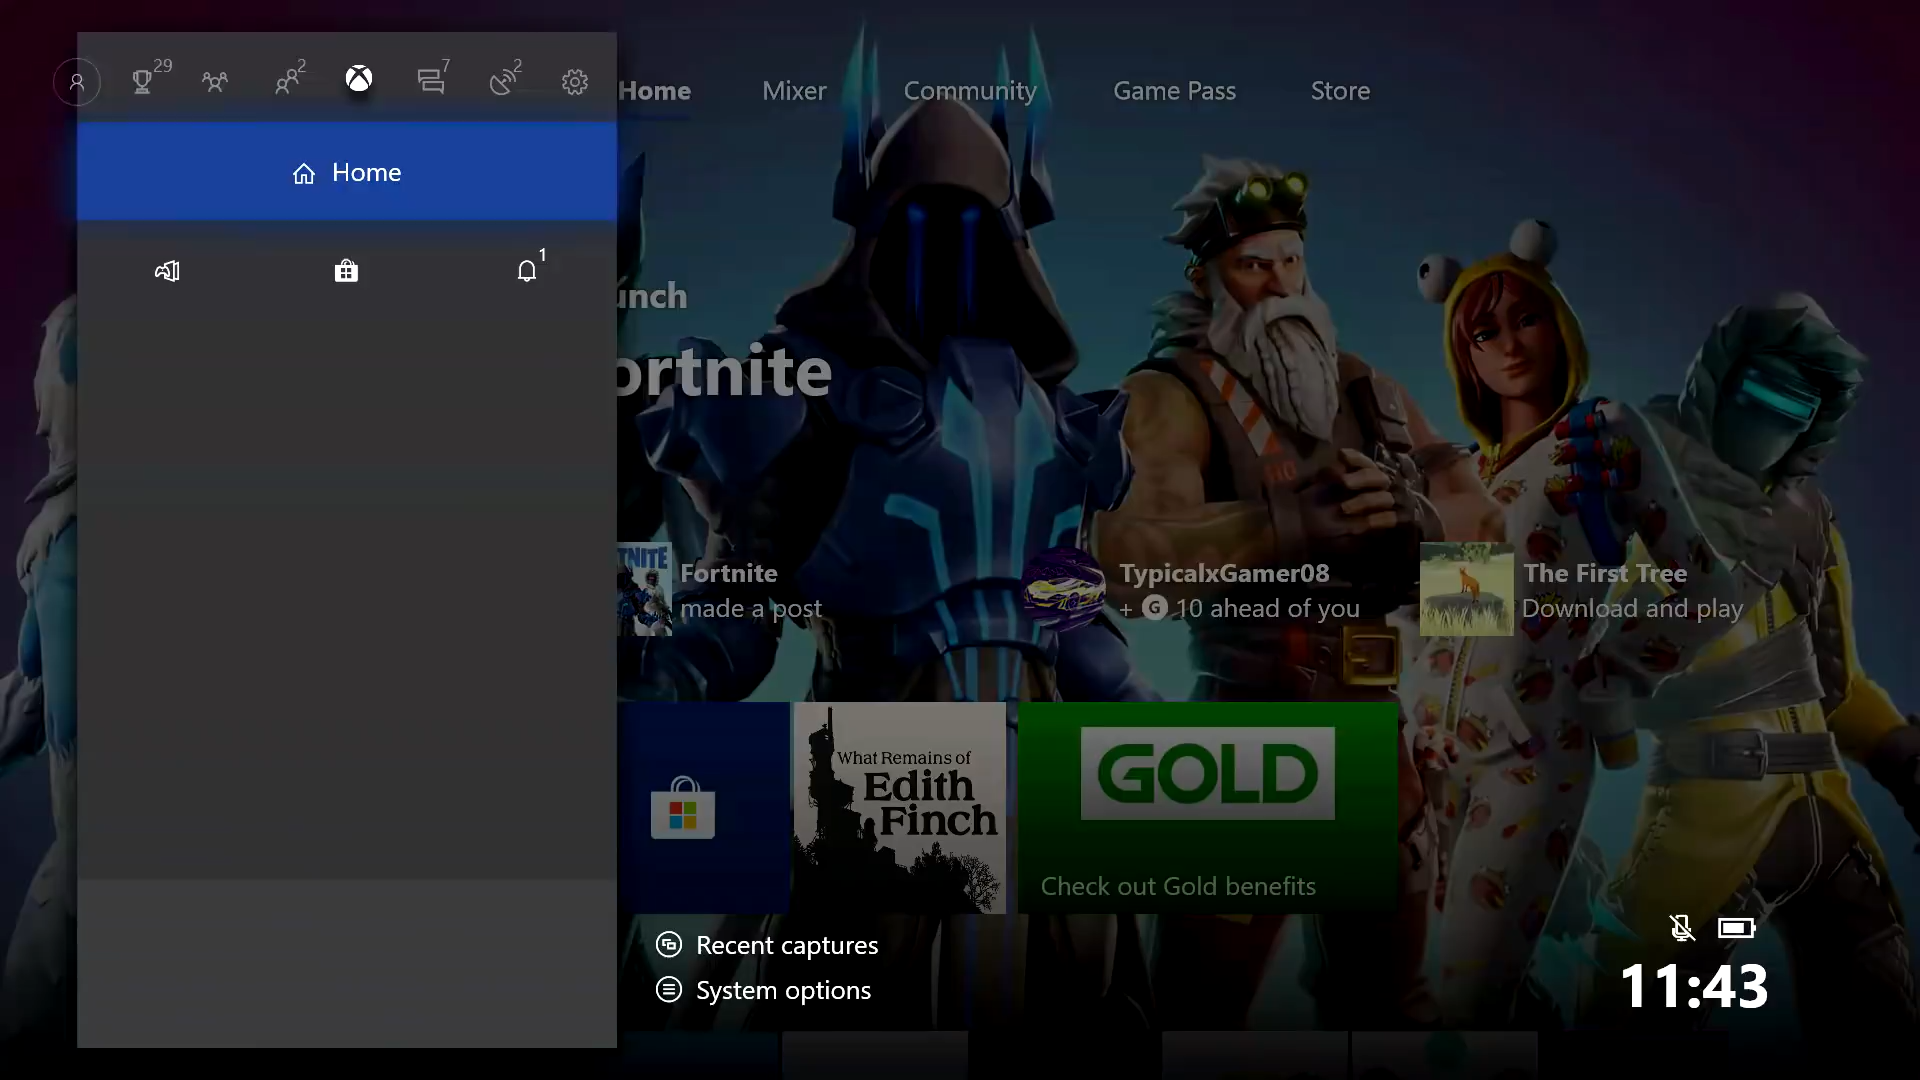 29
2
7
2
Home
Mixer
Community
Game Pass
Store
Home
1
unch
ortnite
TNITE
Fortnite
made a post
TypicalxGamer08
+ G 10 ahead of you
The First Tree
Download and play
What Remains of
Edith
Finch
GOLD
Check out Gold benefits
Recent captures
System options
11:43